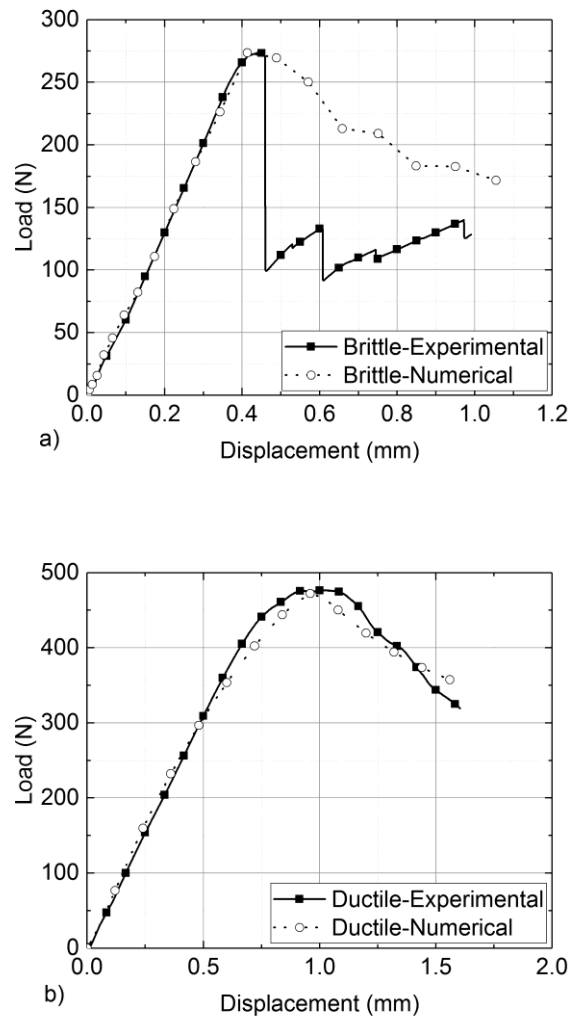 300
250
200
150
100
50
0
0.0 0.2 0.4 0.6 0.8 1.0 1.2
Load (N)
Displacement (mm)
Brittle-Experimental
Brittle-Numerical
a)
500
400
300
200
100
0
0.0 0.5 1.0 1.5 2.0
Load (N)
Displacement (mm)
Ductile-Experimental
Ductile-Numerical
b)